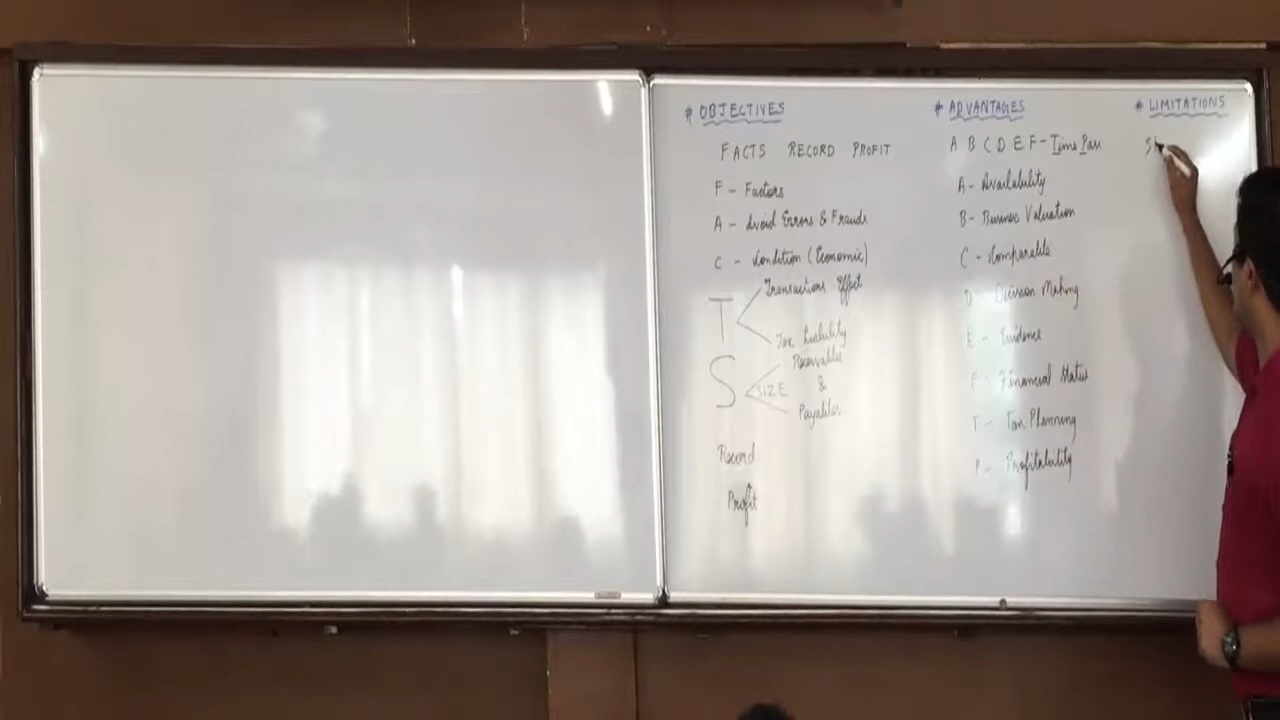 # OBJECTIVES
FACTS RECORD PROFIT
F - Factors
A - Avoid Errors & Frauds
C - Condition (Economic)
T
Transactions Effect
Tax Liability
S
SIZE
Receivables
&
Payables
Record
Profit
# ADVANTAGES
A B C D E F - Time Pass
A - Availability
B - Business Valuation
C - Comparable
D - Decision Making
E - Evidence
F - Financial Status
T - Tax Planning
P - Profitability
# LIMITATIONS